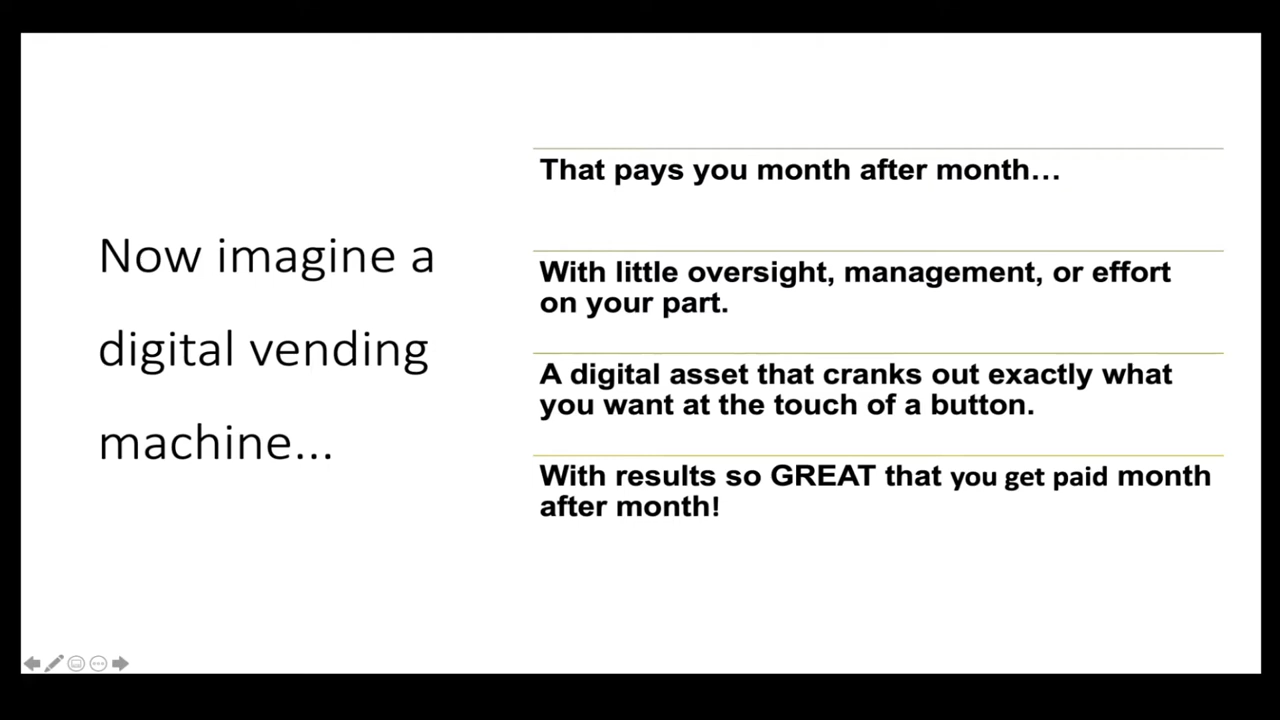 Now imagine a
digital vending
machine...
That pays you month after month…
With little oversight, management, or effort
on your part.
A digital asset that cranks out exactly what
you want at the touch of a button.
With results so GREAT that you get paid month
after month!